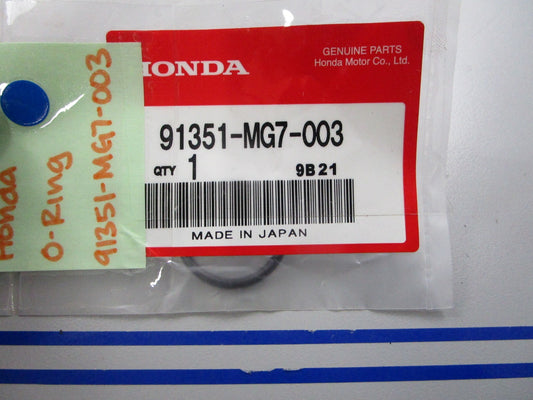 Honda
O-Ring
91351-MG7-003
HONDA
GENUINE PARTS
Honda Motor Co., Ltd.
91351-MG7-003
QTY 1 9B21
MADE IN JAPAN